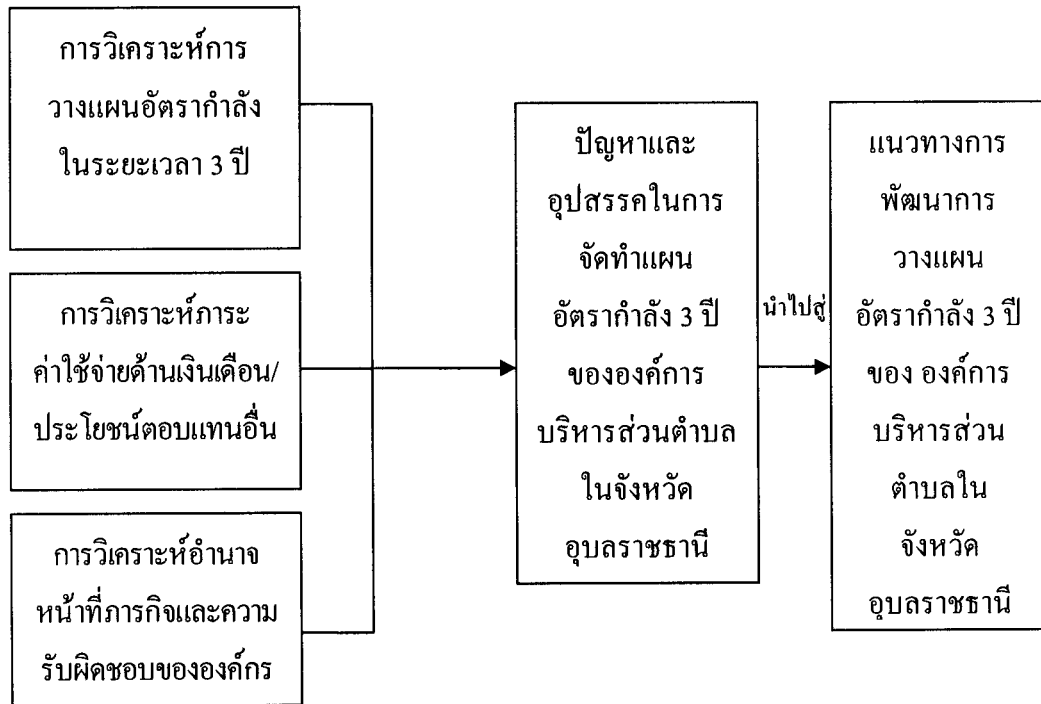 การวิเคราะห์การ
วางแผนอัตรากำลัง
ในระยะเวลา 3 ปี
การวิเคราะห์ภาระ
ค่าใช้จ่ายด้านเงินเดือน/
ประโยชน์ตอบแทนอื่น
การวิเคราะห์อำนาจ
หน้าที่ภารกิจและความ
รับผิดชอบขององค์กร
ปัญหาและ
อุปสรรคในการ
จัดทำแผน
อัตรากำลัง 3 ปี
ขององค์การ
บริหารส่วนตำบล
ในจังหวัด
อุบลราชธานี
นำไปสู่
แนวทางการ
พัฒนาการ
วางแผน
อัตรากำลัง 3 ปี
ของ องค์การ
บริหารส่วน
ตำบลใน
จังหวัด
อุบลราชธานี